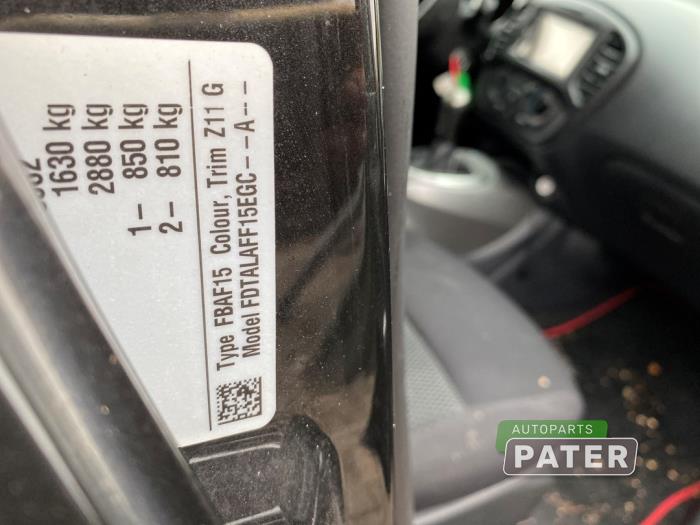 1630 kg
2880 kg
1- 850 kg
2- 810 kg
Type FBAF15 Colour, Trim Z11 G
Model FDTALAFF15EGC--A---
AUTOPARTS
PATER